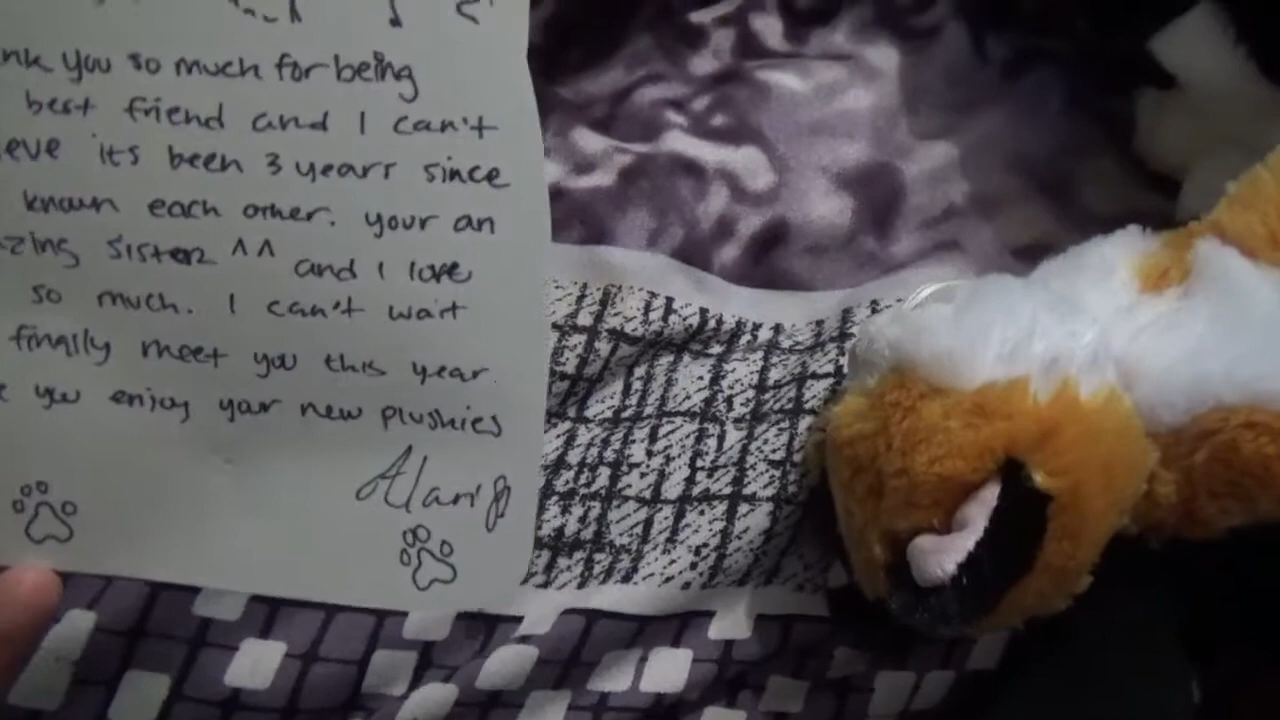 nk you so much for being
best friend and I can't
eve its been 3 years since
known each other. your an
zing sister ^^ and I love
so much. I can't wait
finally meet you this year.
you enjoy your new plushies